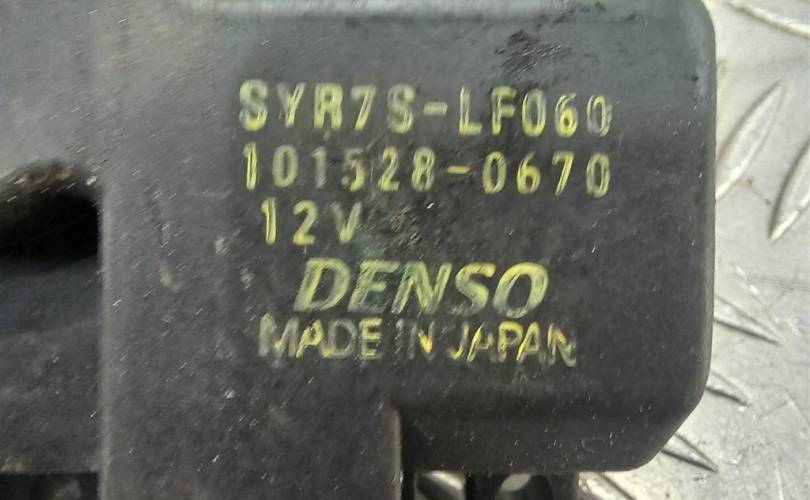 SYR7S-LF060
101528-0670
12V
DENSO
MADE IN JAPAN